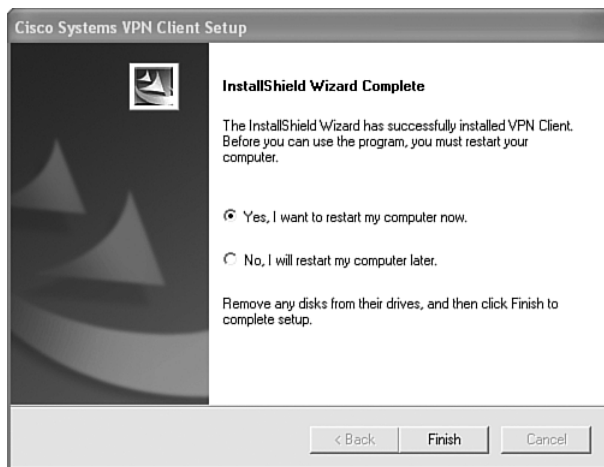 Cisco Systems VPN Client Setup
InstallShield Wizard Complete
The InstallShield Wizard has successfully installed VPN Client.
Before you can use the program, you must restart your
computer.
Yes, I want to restart my computer now.
No, I will restart my computer later.
Remove any disks from their drives, and then click Finish to
complete setup.
< Back
Finish
Cancel